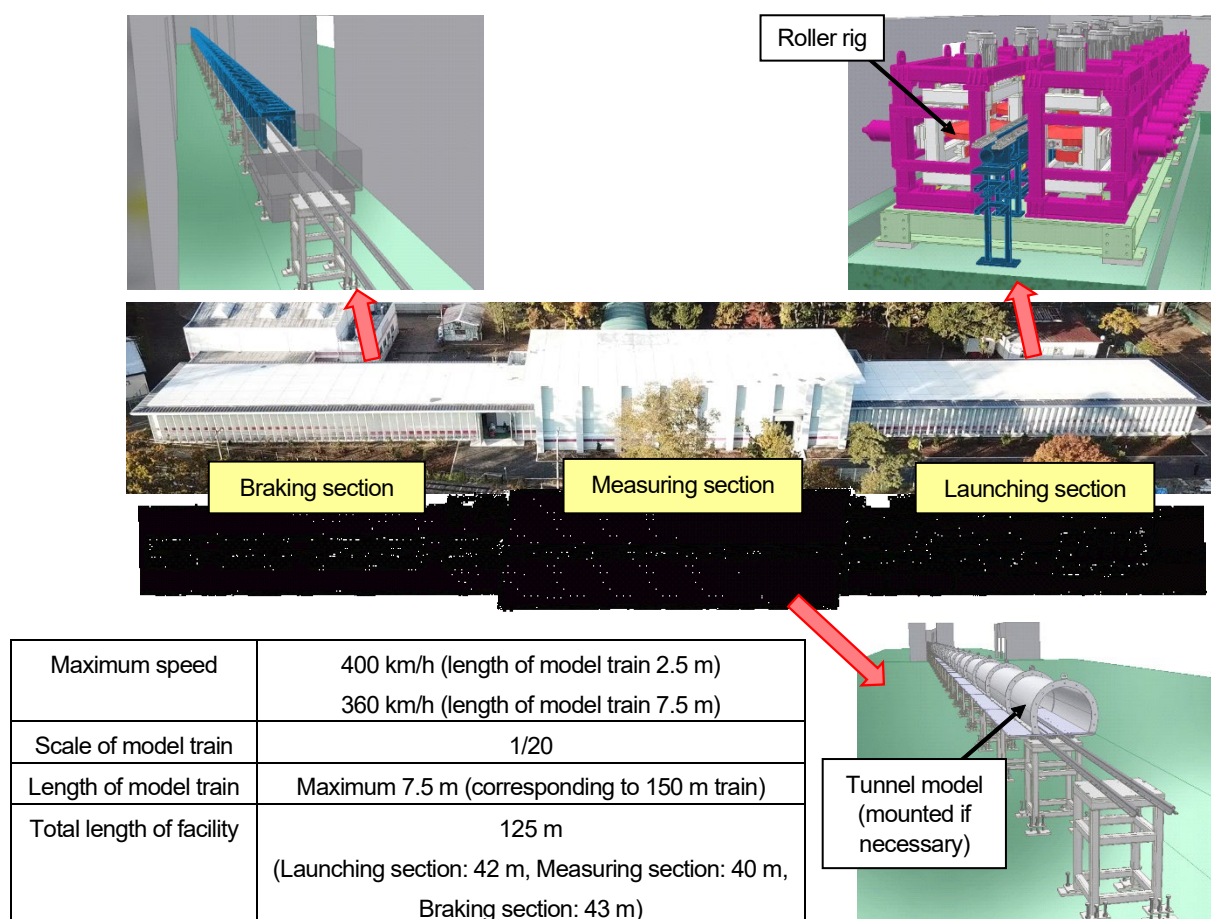 Roller rig
Braking section
Measuring section
Launching section
Maximum speed
400 km/h (length of model train 2.5 m)
360 km/h (length of model train 7.5 m)
Scale of model train
1/20
Length of model train
Maximum 7.5 m (corresponding to 150 m train)
Total length of facility
125 m
(Launching section: 42 m, Measuring section: 40 m,
Braking section: 43 m)
Tunnel model
(mounted if
necessary)